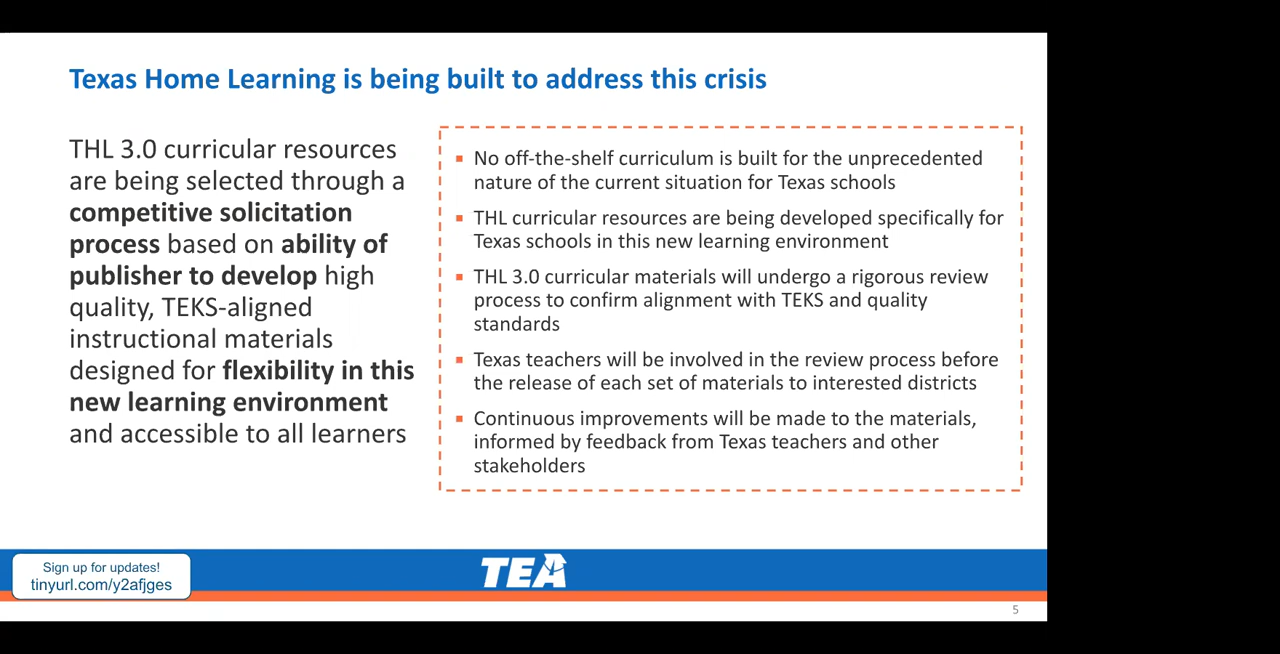 Texas Home Learning is being built to address this crisis
THL 3.0 curricular resources
are being selected through a
competitive solicitation
process based on ability of
publisher to develop high
quality, TEKS-aligned
instructional materials
designed for flexibility in this
new learning environment
and accessible to all learners
No off-the-shelf curriculum is built for the unprecedented
nature of the current situation for Texas schools
THL curricular resources are being developed specifically for
Texas schools in this new learning environment
THL 3.0 curricular materials will undergo a rigorous review
process to confirm alignment with TEKS and quality
standards
Texas teachers will be involved in the review process before
the release of each set of materials to interested districts
Continuous improvements will be made to the materials,
informed by feedback from Texas teachers and other
stakeholders
Sign up for updates!
tinyurl.com/y2afjges
TEA
5